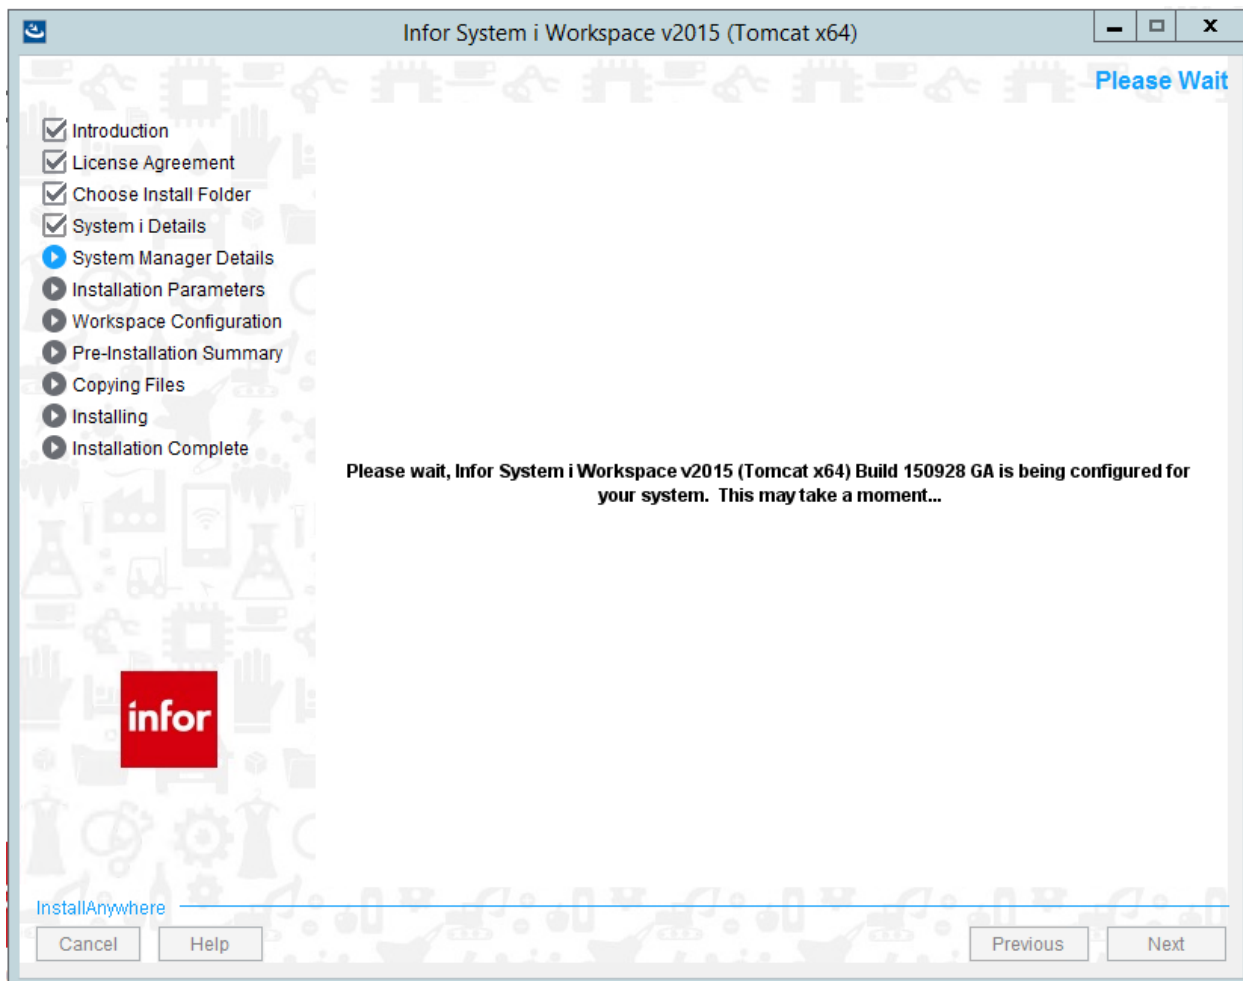 Infor System i Workspace v2015 (Tomcat x64)
Please Wait
Introduction
License Agreement
Choose Install Folder
System i Details
System Manager Details
Installation Parameters
Workspace Configuration
Pre-Installation Summary
Copying Files
Installing
Installation Complete
Please wait, Infor System i Workspace v2015 (Tomcat x64) Build 150928 GA is being configured for
your system. This may take a moment...
infor
InstallAnywhere
Cancel Help Previous Next